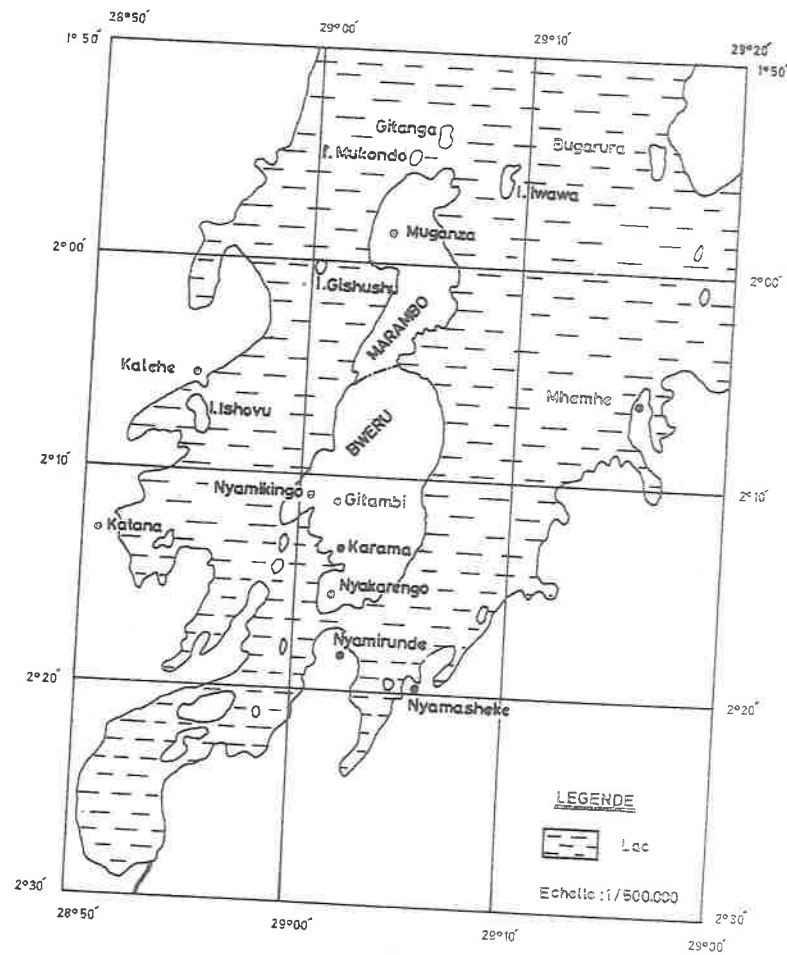 28°50'
29°00'
29°10'
29°20'
1°50'
1°50'
Gitanga
I. Mukondo
Bugarura
I. Iwawa
Muganza
2°00'
2°00'
I.Gishushu
MARAMBO
Kalehe
Mhemhe
I.Ishovu
BWERU
2°10'
2°10'
Nyamikingo
Gitambi
Katana
Karama
Nyakarengo
Nyamirunde
2°20'
2°20'
Nyamasheke
LEGENDE
Lac
Echelle :1/500.000
2°30'
2°30'
28°50'
29°00'
29°10'
29°00'